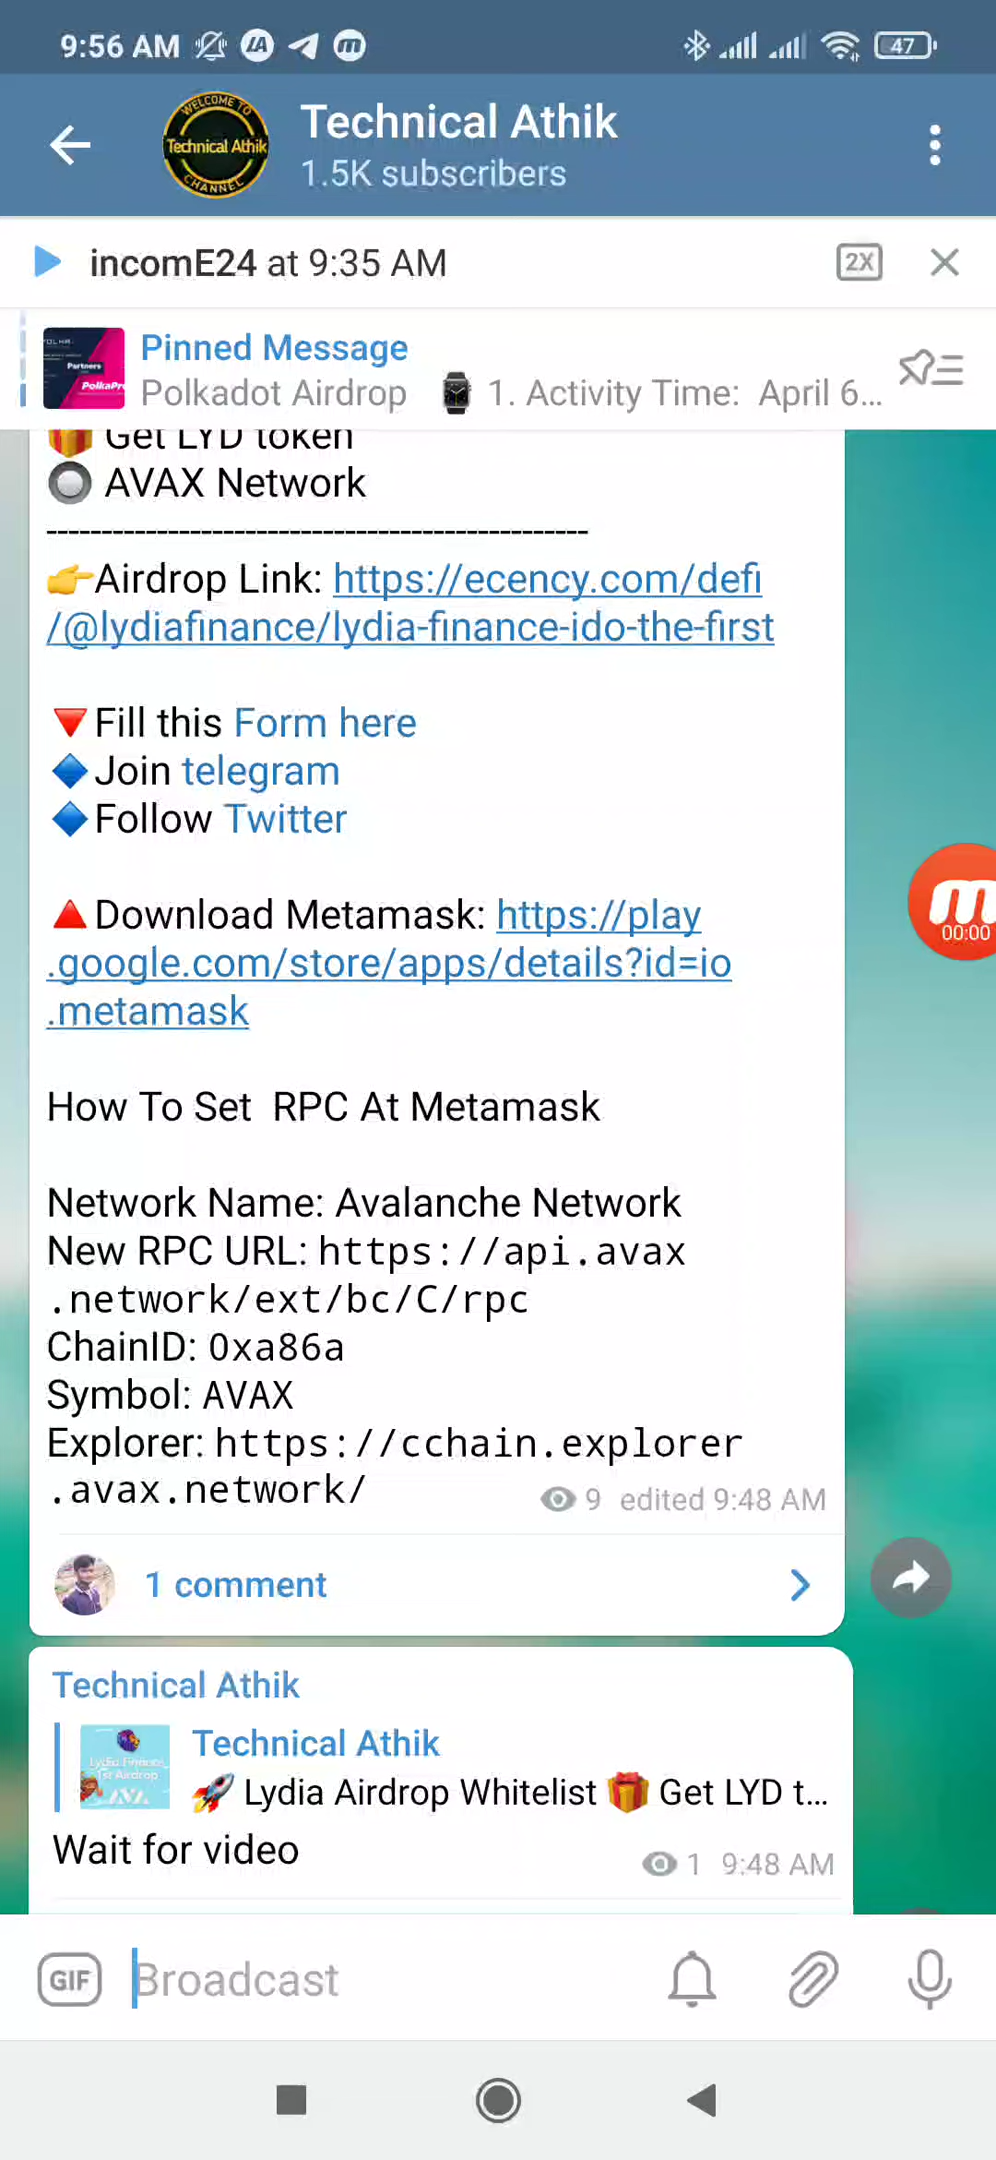 9:56 AM
47
WELCOME TO
Technical Athik
CHANNEL
Technical Athik
1.5K subscribers
incomE24 at 9:35 AM
2X
Partners
Pinned Message
Polkadot Airdrop ⌚ 1. Activity Time: April 6...
🎁 Get LYD token
🔘 AVAX Network
-------------------------------------------------
👉Airdrop Link: https://ecency.com/defi
/@lydiafinance/lydia-finance-ido-the-first
🔻Fill this Form here
🔷Join telegram
🔷Follow Twitter
🔺Download Metamask: https://play
.google.com/store/apps/details?id=io
.metamask
How To Set RPC At Metamask
Network Name: Avalanche Network
New RPC URL: https://api.avax
.network/ext/bc/C/rpc
ChainID: 0xa86a
Symbol: AVAX
Explorer: https://cchain.explorer
.avax.network/
9 edited 9:48 AM
1 comment
00:00
Technical Athik
Technical Athik
🚀 Lydia Airdrop Whitelist 🎁 Get LYD t...
Wait for video
1 9:48 AM
GIF Broadcast